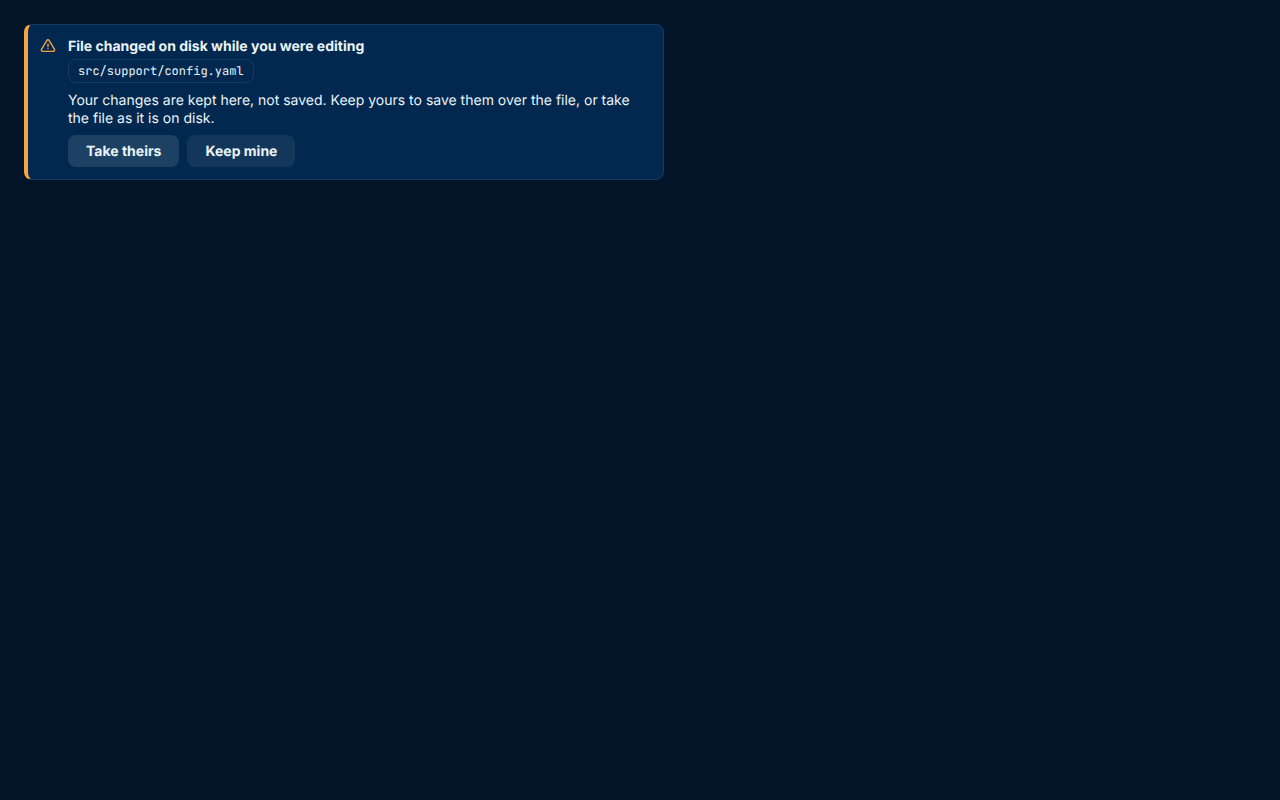 File changed on disk while you were editing
src/support/config.yaml
Your changes are kept here, not saved. Keep yours to save them over the file, or take
the file as it is on disk.
Take theirs
Keep mine